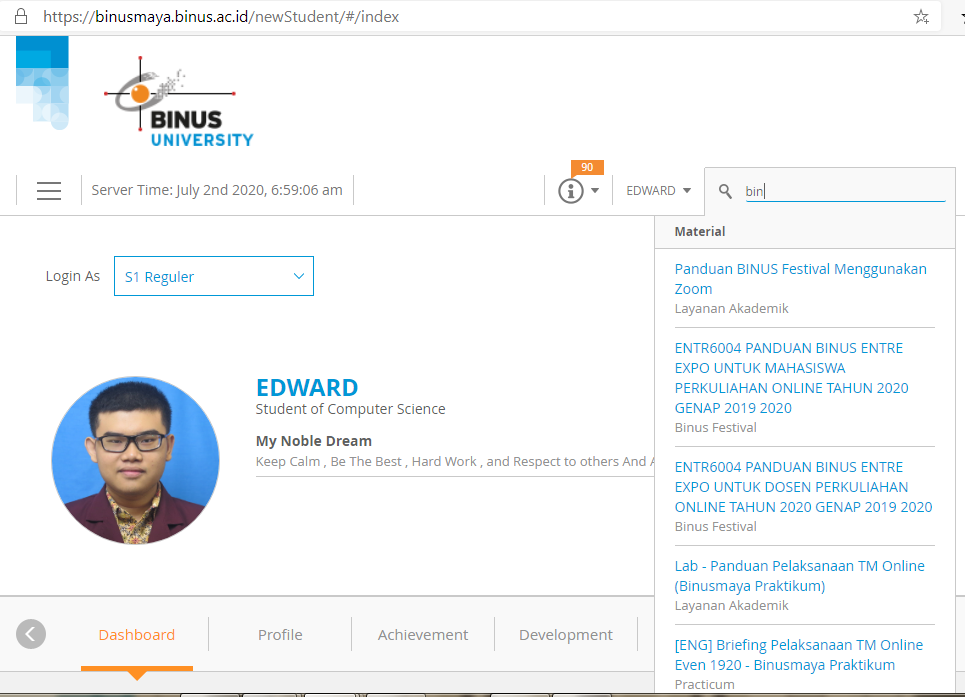 https://binusmaya.binus.ac.id/newStudent/#/index
BINUS
UNIVERSITY
90
Server Time: July 2nd 2020, 6:59:06 am
EDWARD
bin
Material
Login As
S1 Reguler
Panduan BINUS Festival Menggunakan
Zoom
Layanan Akademik
ENTR6004 PANDUAN BINUS ENTRE
EXPO UNTUK MAHASISWA
PERKULIAHAN ONLINE TAHUN 2020
GENAP 2019 2020
Binus Festival
ENTR6004 PANDUAN BINUS ENTRE
EXPO UNTUK DOSEN PERKULIAHAN
ONLINE TAHUN 2020 GENAP 2019 2020
Binus Festival
Lab - Panduan Pelaksanaan TM Online
(Binusmaya Praktikum)
Layanan Akademik
[ENG] Briefing Pelaksanaan TM Online
Even 1920 - Binusmaya Praktikum
Practicum
EDWARD
Student of Computer Science
My Noble Dream
Keep Calm , Be The Best , Hard Work , and Respect to others And
Dashboard
Profile
Achievement
Development